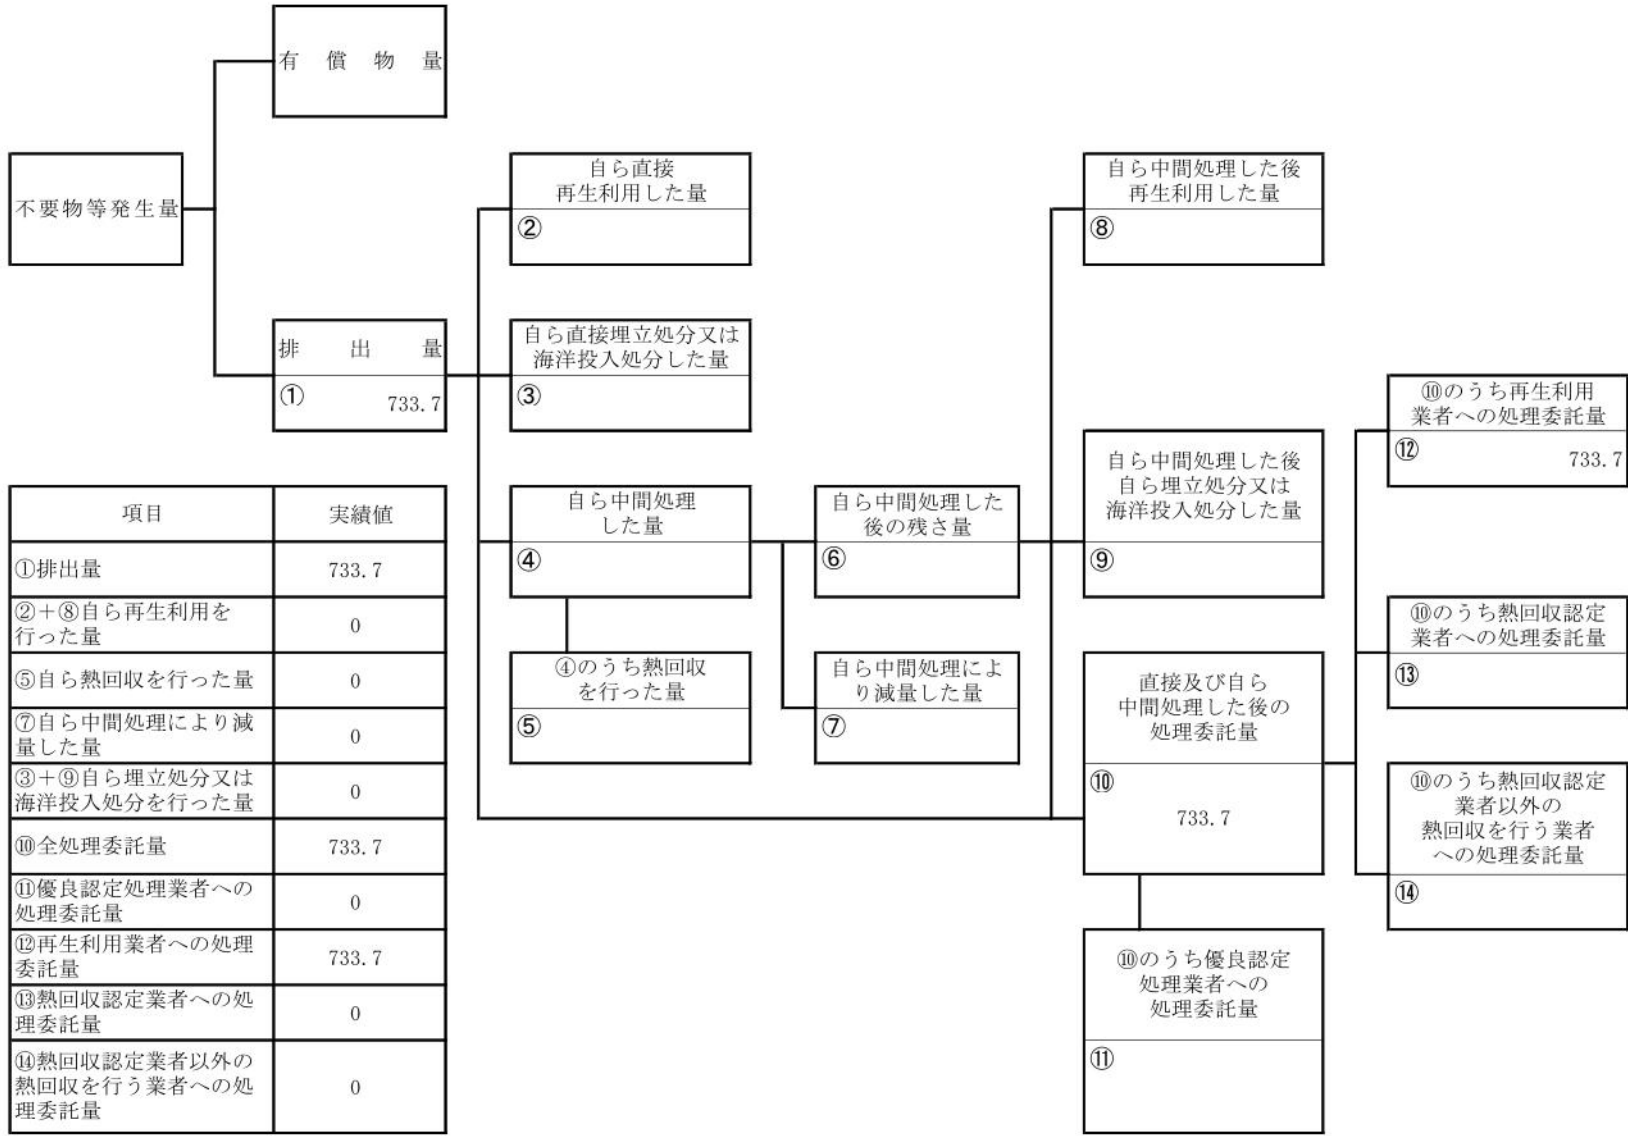 有償物量
不要物等発生量
排出量
①
733.7
自ら直接
再生利用した量
②
自ら直接埋立処分又は
海洋投入処分した量
③
自ら中間処理
した量
④
④のうち熱回収
を行った量
⑤
自ら中間処理した
後の残さ量
⑥
自ら中間処理によ
り減量した量
⑦
自ら中間処理した後
再生利用した量
⑧
自ら中間処理した後
自ら埋立処分又は
海洋投入処分した量
⑨
直接及び自ら
中間処理した後の
処理委託量
⑩
733.7
⑩のうち優良認定
処理業者への
処理委託量
⑪
⑩のうち再生利用
業者への処理委託量
⑫
733.7
⑩のうち熱回収認定
業者への処理委託量
⑬
⑩のうち熱回収認定
業者以外の
熱回収を行う業者
への処理委託量
⑭
項目 実績値
①排出量 733.7
②+⑧自ら再生利用を
行った量 0
⑤自ら熱回収を行った量 0
⑦自ら中間処理により減
量した量 0
③+⑨自ら埋立処分又は
海洋投入処分を行った量 0
⑩全処理委託量 733.7
⑪優良認定処理業者への
処理委託量 0
⑫再生利用業者への処理
委託量 733.7
⑬熱回収認定業者への処
理委託量 0
⑭熱回収認定業者以外の
熱回収を行う業者への処
理委託量 0